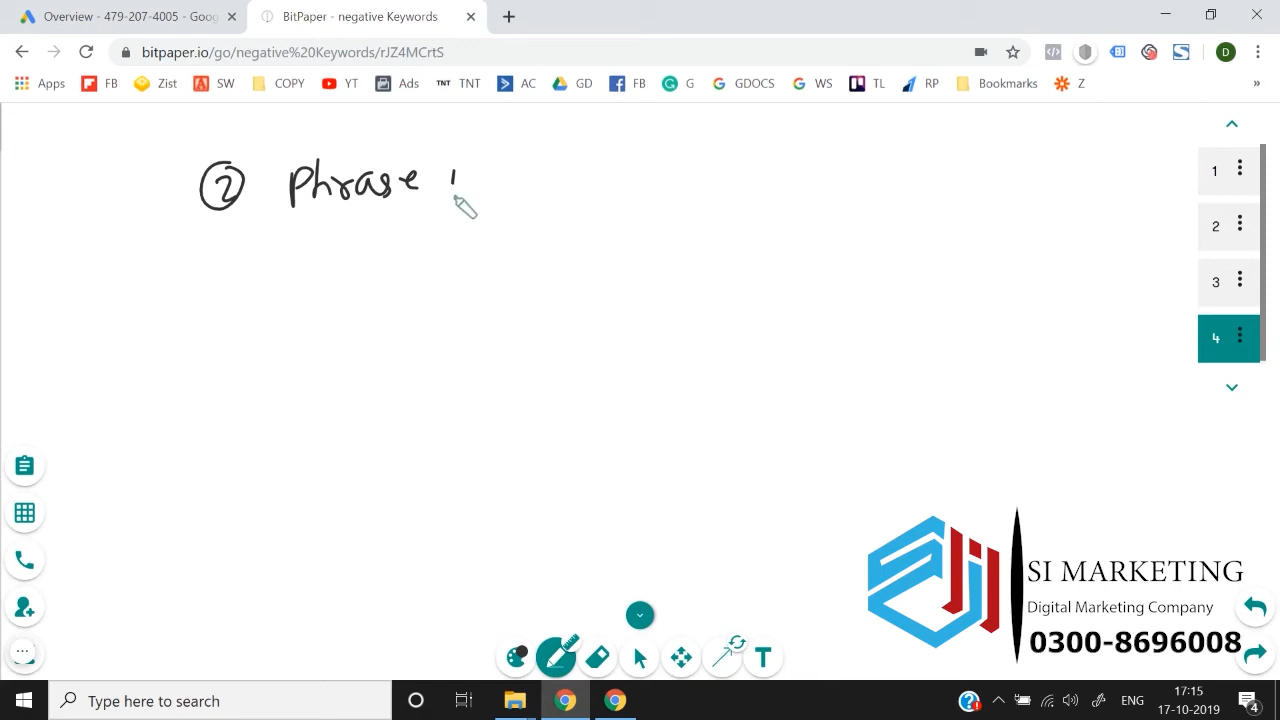 Overview - 479-207-4005 - Goog
BitPaper - negative Keywords
bitpaper.io/go/negative%20Keywords/rJZ4MCrtS
D
Apps FB Zist SW COPY YT Ads TNT TNT AC GD FB G GDOCS WS TL RP Bookmarks Z »
② Phrase
1
2
3
4
SI MARKETING
Digital Marketing Company
0300-8696008
T
Type here to search
ENG
17:15
17-10-2019
4